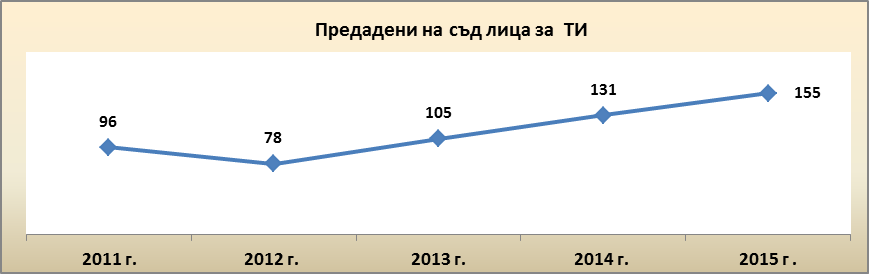 Предадени на съд лица за ТИ
96
78
105
131
155
2011 г.
2012 г.
2013 г.
2014 г.
2015 г .